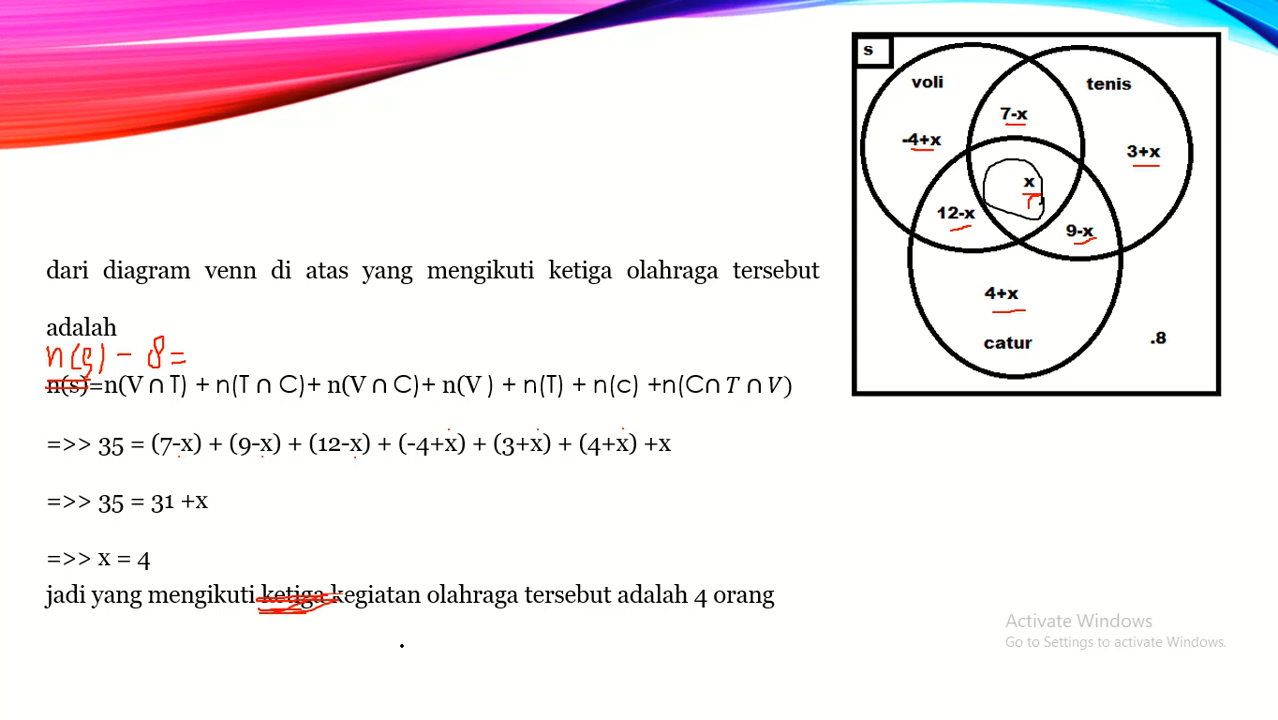 s
voli
tenis
7-x
-4+x
3+x
x
12-x
9-x
4+x
catur
.8
dari diagram venn di atas yang mengikuti ketiga olahraga tersebut
adalah
n(s) - 8 =
n(s)=n(V ∩ T) + n(T ∩ C)+ n(V ∩ C)+ n(V ) + n(T) + n(c) +n(C∩ T ∩ V)
=>> 35 = (7-x) + (9-x) + (12-x) + (-4+x) + (3+x) + (4+x) +x
=>> 35 = 31 +x
=>> x = 4
jadi yang mengikuti ketiga kegiatan olahraga tersebut adalah 4 orang
Activate Windows
Go to Settings to activate Windows.